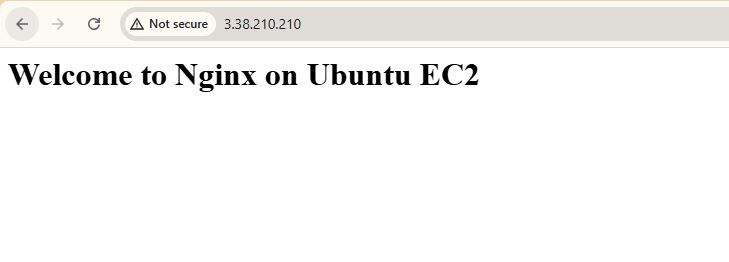 Not secure 3.38.210.210
Welcome to Nginx on Ubuntu EC2